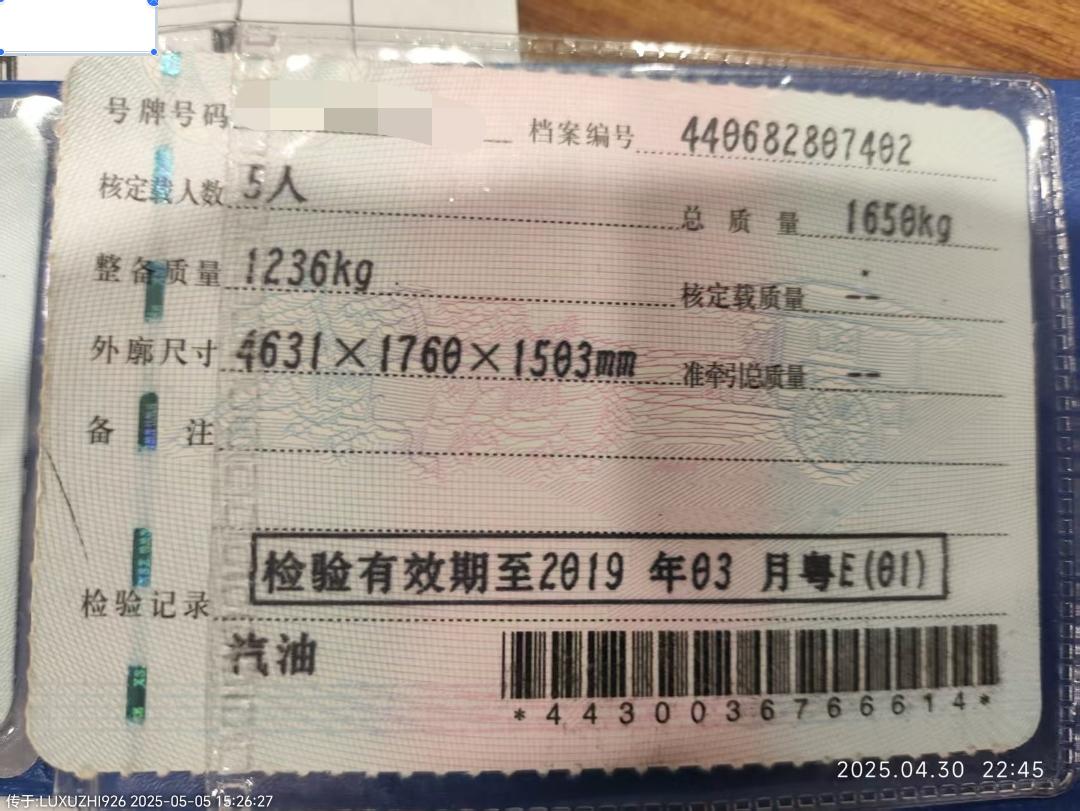 号牌号码
档案编号 440682807402
核定载人数 5人
总质量 1650kg
整备质量 1236kg
核定载质量 --
外廓尺寸 4631×1760×1503mm
准牵引总质量 --
备注
检验有效期至2019 年03 月粤E(01)
检验记录
汽油
*4430036766614*
2025.04.30 22:45
传于:LUXUZHI926 2025-05-05 15:26:27